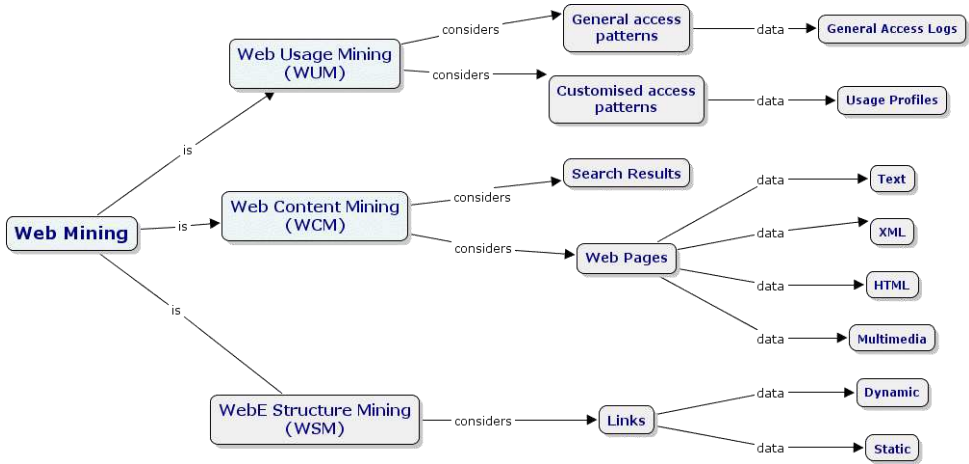 General access
patterns
considers
data
General Access Logs
Web Usage Mining
(WUM)
considers
Customised access
patterns
data
Usage Profiles
is
Search Results
considers
data
Text
Web Content Mining
(WCM)
Web Mining
is
considers
Web Pages
data
XML
data
HTML
data
Multimedia
is
WebE Structure Mining
(WSM)
considers
Links
data
Dynamic
data
Static